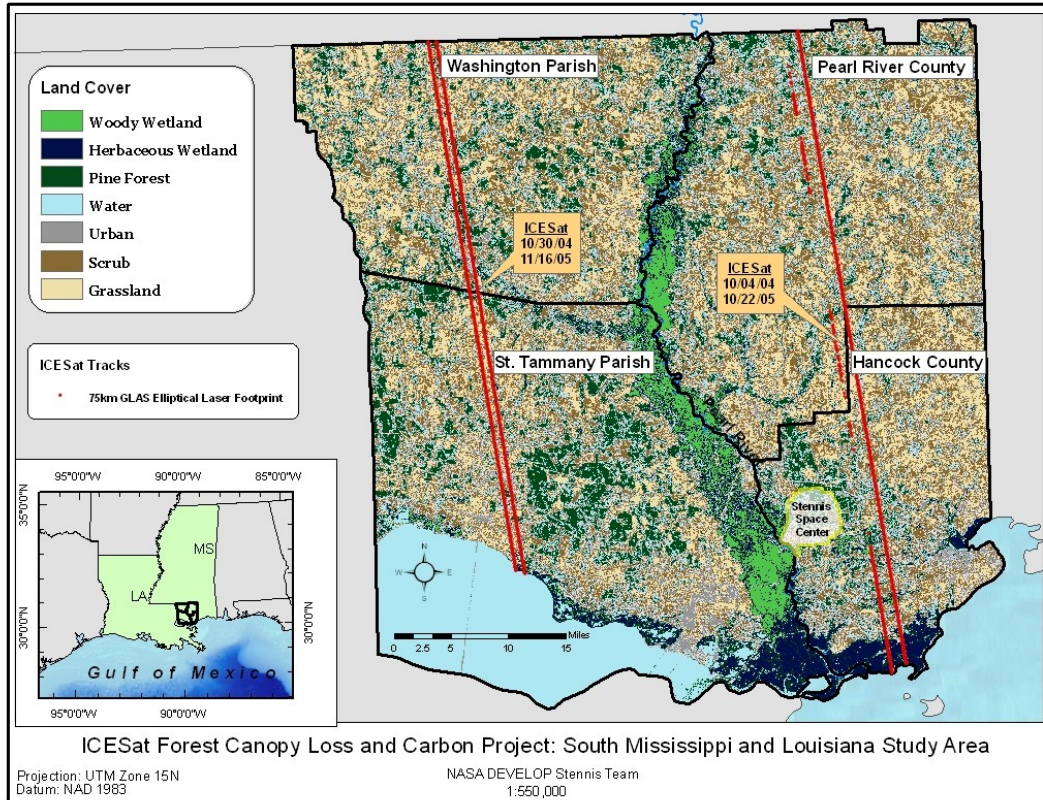 Land Cover
Woody Wetland
Herbaceous Wetland
Pine Forest
Water
Urban
Scrub
Grassland
ICESat Tracks
75km GLAS Elliptical Laser Footprint
Washington Parish
Pearl River County
ICESat
10/30/04
11/16/05
ICESat
10/04/04
10/22/05
St. Tammany Parish
Hancock County
Stennis
Space
Center
N
W E
S
0 2.5 5 10 15
Miles
95°0'0"W 90°0'0"W 85°0'0"W
35°0'0"N
35°0'0"N
MS
LA
30°0'0"N
30°0'0"N
Gulf of Mexico
95°0'0"W 90°0'0"W
ICESat Forest Canopy Loss and Carbon Project: South Mississippi and Louisiana Study Area
Projection: UTM Zone 15N
Datum: NAD 1983
NASA DEVELOP Stennis Team
1:550,000